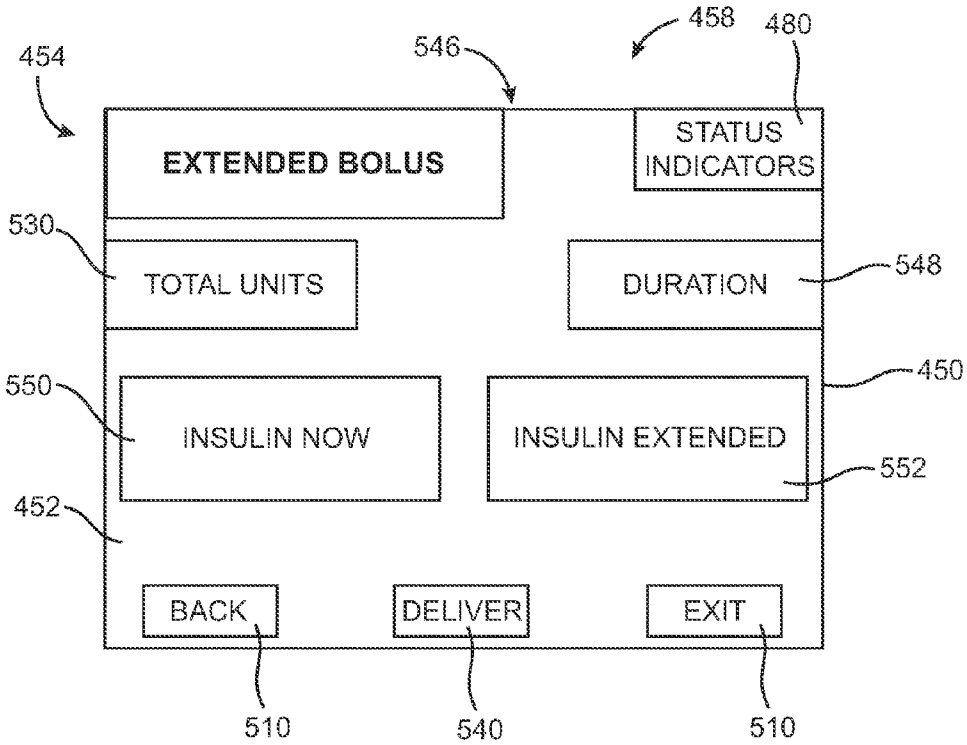 458
480
546
454
STATUS
INDICATORS
EXTENDED BOLUS
530
TOTAL UNITS
DURATION
548
550
INSULIN NOW
INSULIN EXTENDED
450
552
452
BACK
DELIVER
EXIT
510
540
510